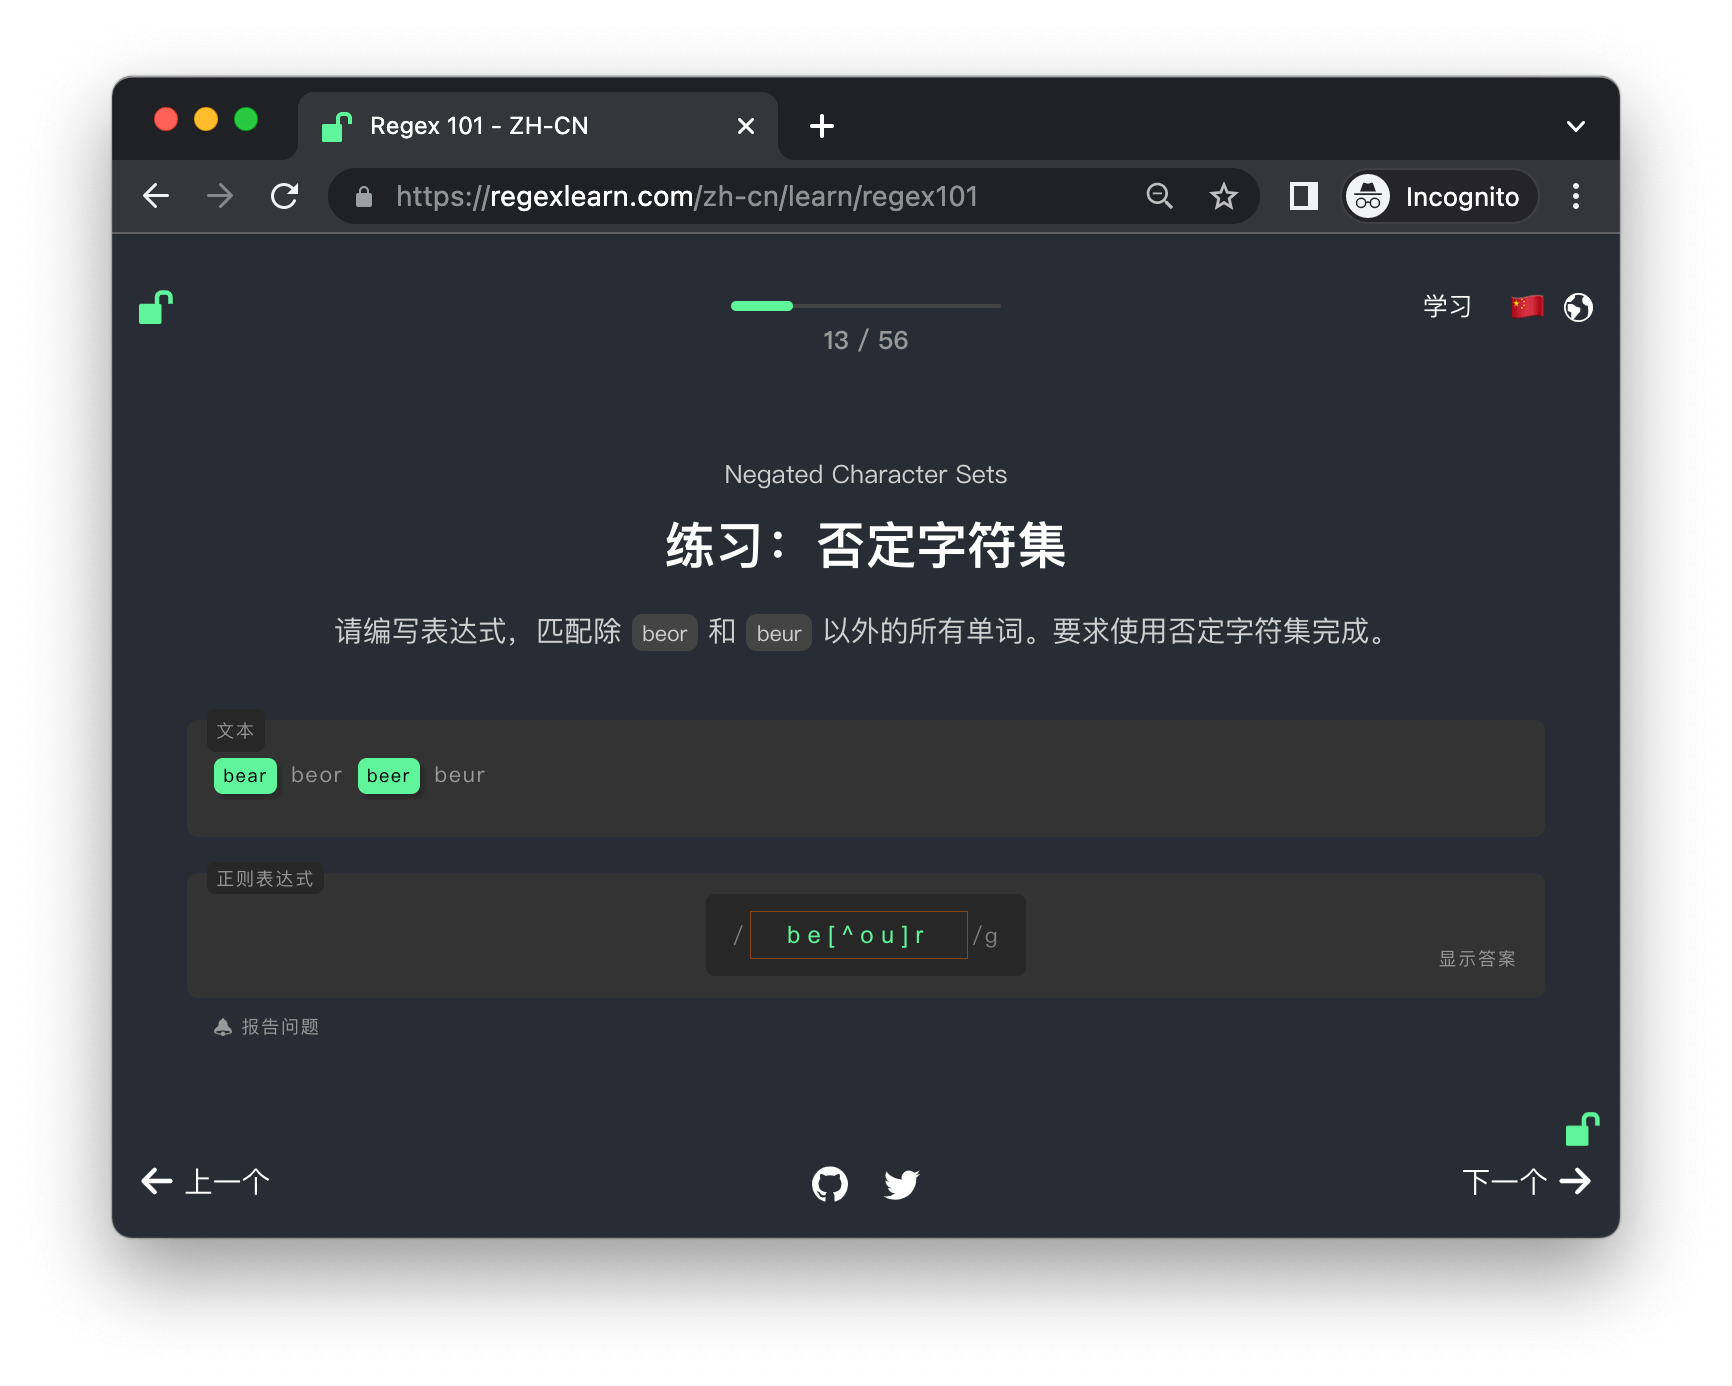 Regex 101 - ZH-CN
https://regexlearn.com/zh-cn/learn/regex101
Incognito
13 / 56
学习
Negated Character Sets
练习：否定字符集
请编写表达式，匹配除 beor 和 beur 以外的所有单词。要求使用否定字符集完成。
文本
bear beor beer beur
正则表达式
/ be[^ou]r /g
显示答案
报告问题
上一个
下一个